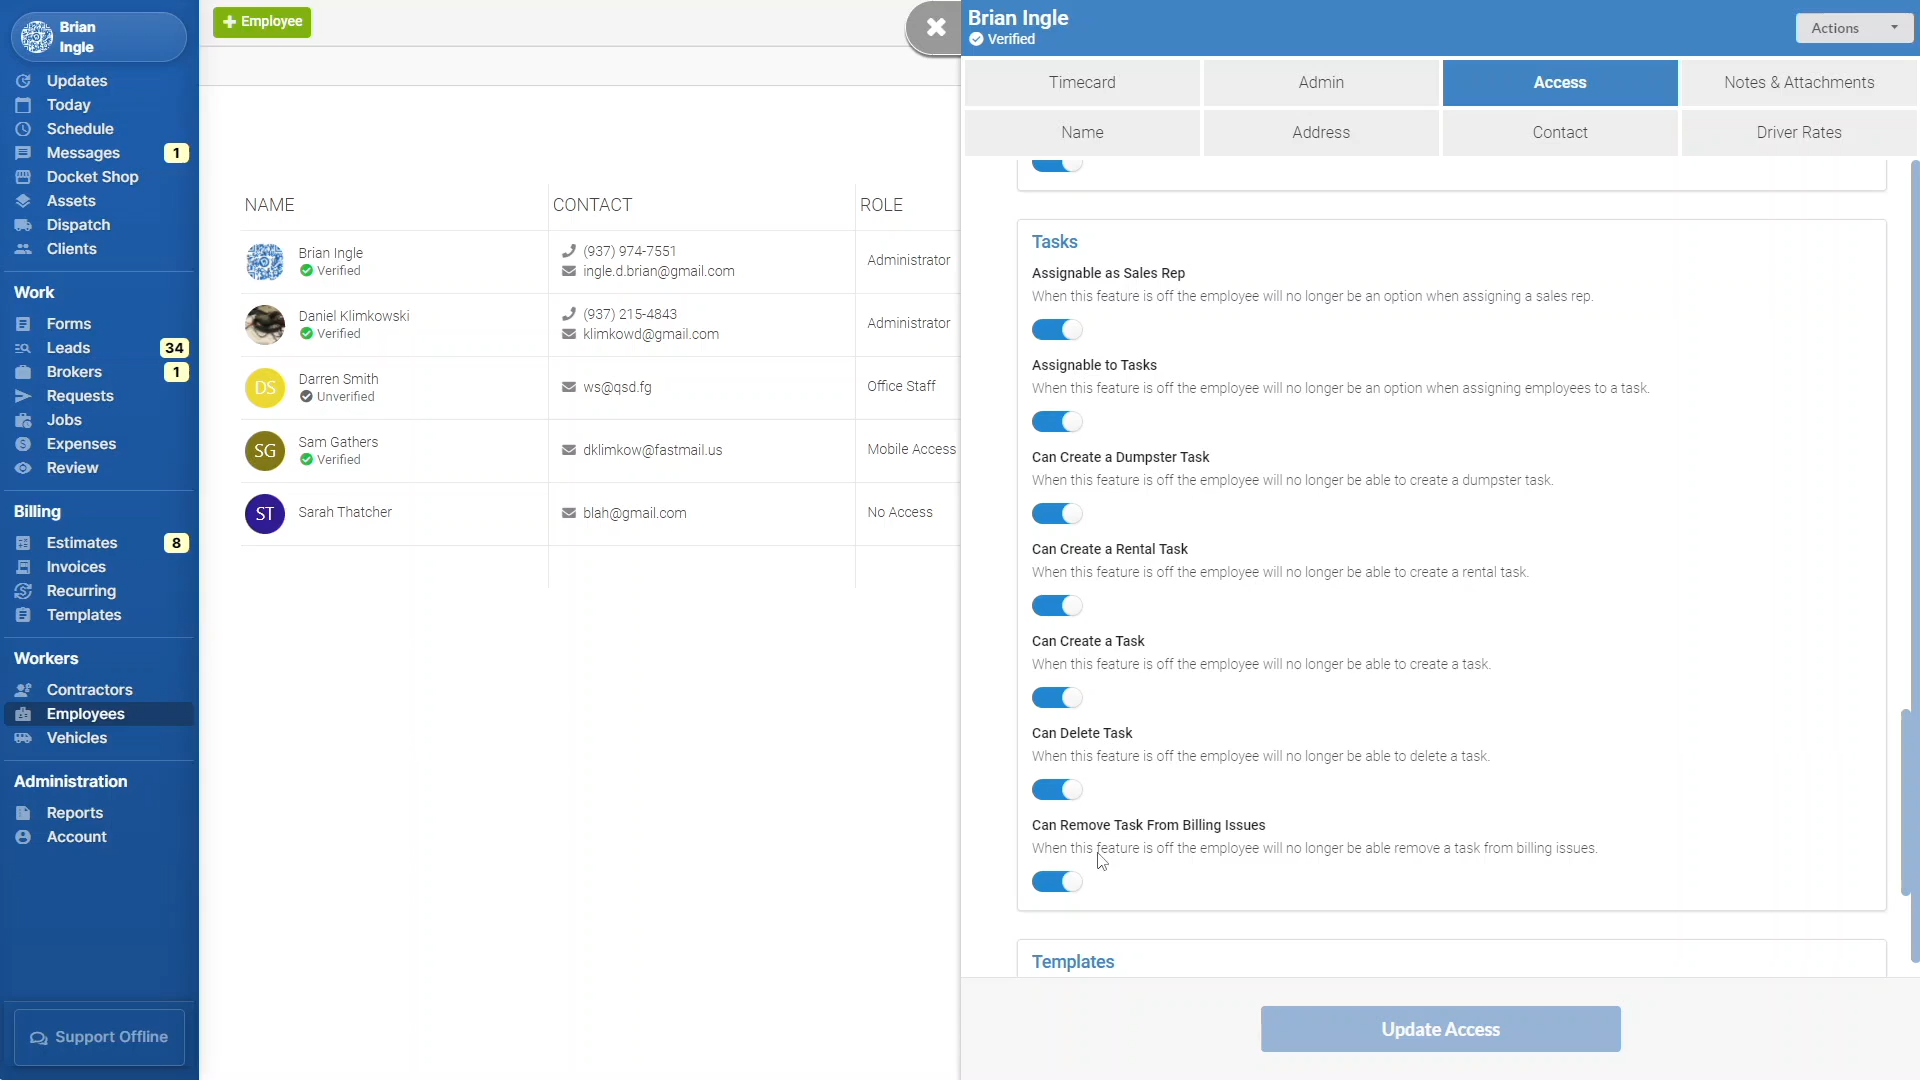 Brian
Ingle
Updates
Today
Schedule
Messages 1
Docket Shop
Assets
Dispatch
Clients
Work
Forms
Leads 34
Brokers 1
Requests
Jobs
Expenses
Review
Billing
Estimates 8
Invoices
Recurring
Templates
Workers
Contractors
Employees
Vehicles
Administration
Reports
Account
Support Offline
Employee
NAME CONTACT ROLE
Brian Ingle
Verified
(937) 974-7551
ingle.d.brian@gmail.com
Administrator
Daniel Klimkowski
Verified
(937) 215-4843
klimkowd@gmail.com
Administrator
DS
Darren Smith
Unverified
ws@qsd.fg
Office Staff
SG
Sam Gathers
Verified
dklimkow@fastmail.us
Mobile Access
ST
Sarah Thatcher
blah@gmail.com
No Access
Brian Ingle
Verified
Actions
Timecard Admin Access Notes & Attachments
Name Address Contact Driver Rates
Tasks
Assignable as Sales Rep
When this feature is off the employee will no longer be an option when assigning a sales rep.
Assignable to Tasks
When this feature is off the employee will no longer be an option when assigning employees to a task.
Can Create a Dumpster Task
When this feature is off the employee will no longer be able to create a dumpster task.
Can Create a Rental Task
When this feature is off the employee will no longer be able to create a rental task.
Can Create a Task
When this feature is off the employee will no longer be able to create a task.
Can Delete Task
When this feature is off the employee will no longer be able to delete a task.
Can Remove Task From Billing Issues
When this feature is off the employee will no longer be able remove a task from billing issues.
Templates
Update Access